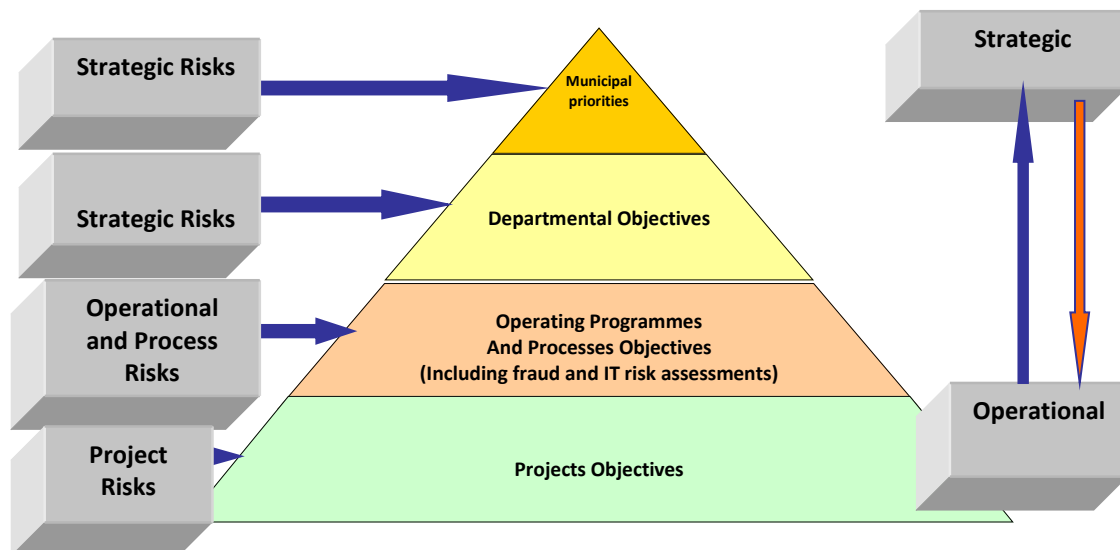 Strategic Risks
Municipal
priorities
Strategic
Strategic Risks
Departmental Objectives
Operational
and Process
Risks
Operating Programmes
And Processes Objectives
(Including fraud and IT risk assessments)
Operational
Project
Risks
Projects Objectives